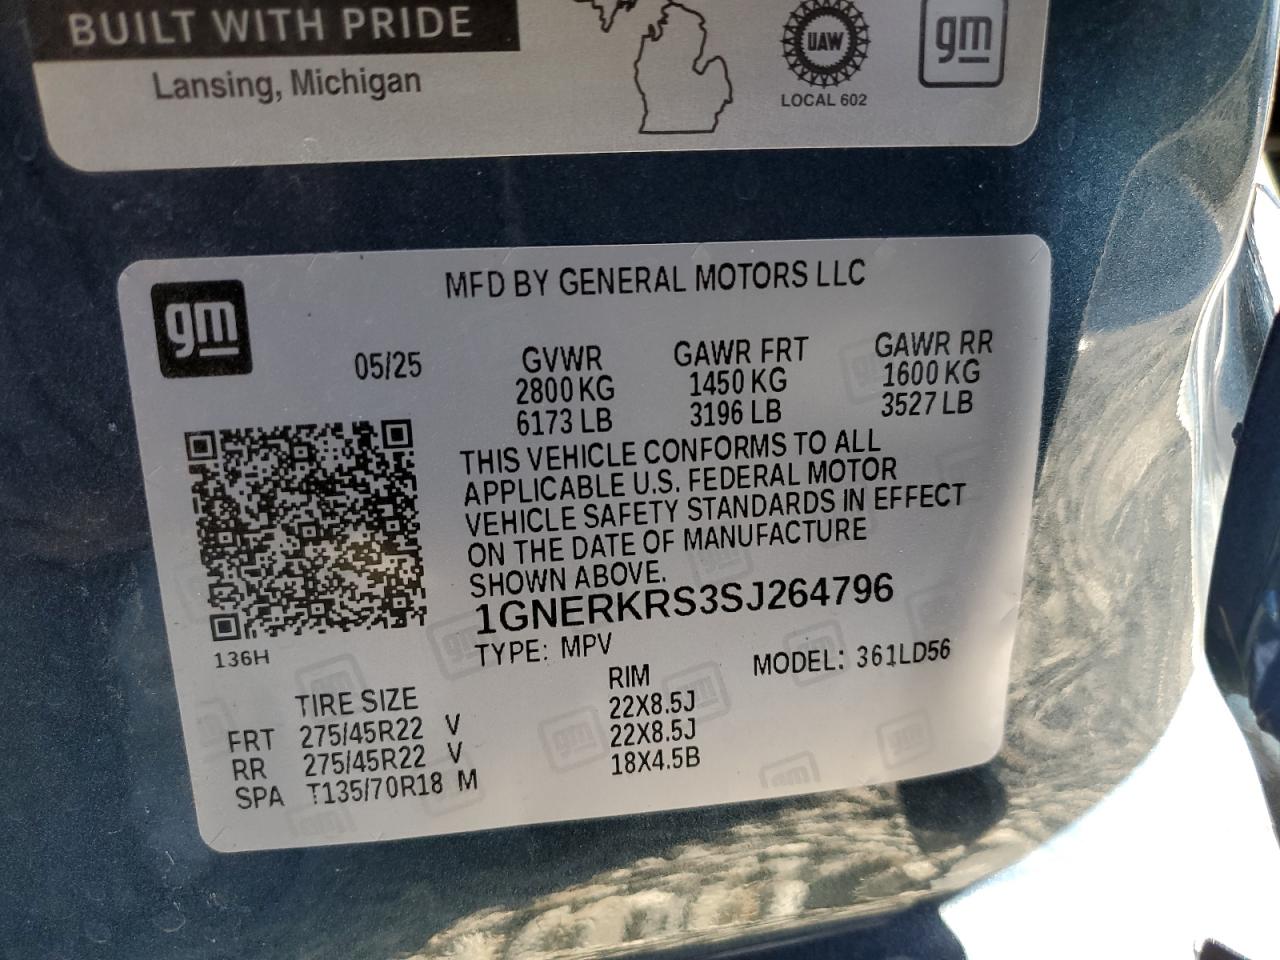 BUILT WITH PRIDE
Lansing, Michigan
UAW
LOCAL 602
gm
gm
MFD BY GENERAL MOTORS LLC
05/25
GVWR GAWR FRT GAWR RR
2800 KG 1450 KG 1600 KG
6173 LB 3196 LB 3527 LB
THIS VEHICLE CONFORMS TO ALL
APPLICABLE U.S. FEDERAL MOTOR
VEHICLE SAFETY STANDARDS IN EFFECT
ON THE DATE OF MANUFACTURE
SHOWN ABOVE.
1GNERKRS3SJ264796
136H
TYPE: MPV
MODEL: 361LD56
TIRE SIZE RIM
FRT 275/45R22 V 22X8.5J
RR 275/45R22 V 22X8.5J
SPA T135/70R18 M 18X4.5B